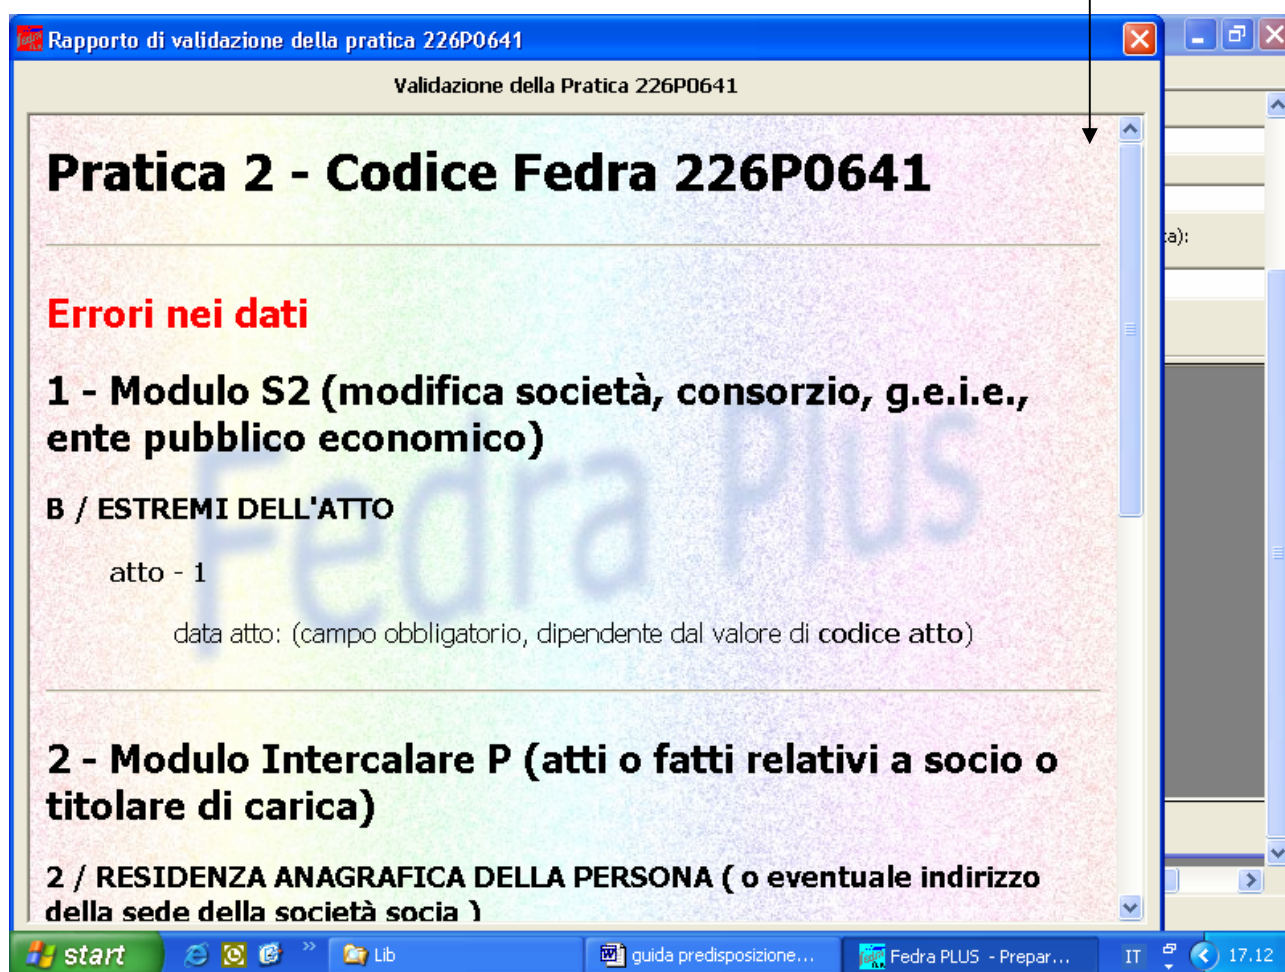 Rapporto di validazione della pratica 226P0641
Validazione della Pratica 226P0641
Pratica 2 - Codice Fedra 226P0641
Errori nei dati
1 - Modulo S2 (modifica società, consorzio, g.e.i.e.,
ente pubblico economico)
B / ESTREMI DELL'ATTO
atto - 1
data atto: (campo obbligatorio, dipendente dal valore di codice atto)
2 - Modulo Intercalare P (atti o fatti relativi a socio o
titolare di carica)
2 / RESIDENZA ANAGRAFICA DELLA PERSONA ( o eventuale indirizzo
della sede della società socia )
Fedra Plus
ta):
start
Lib
guida predisposizione...
Fedra PLUS - Prepar...
IT
17.12